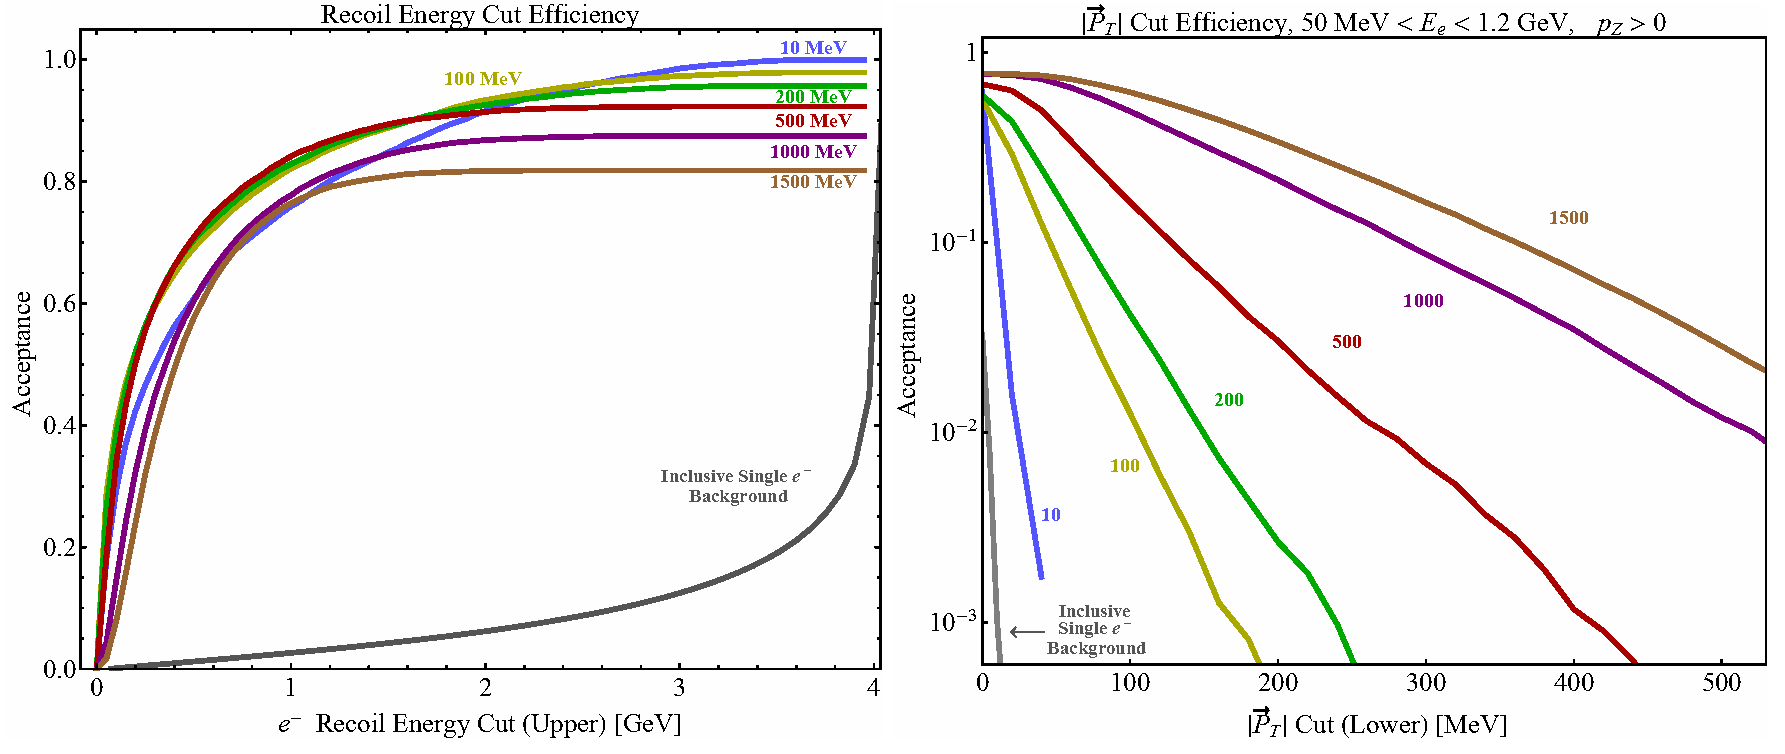 Recoil Energy Cut Efficiency
1.0
0.8
0.6
0.4
0.2
0.0
Acceptance
10 MeV
100 MeV
200 MeV
500 MeV
1000 MeV
1500 MeV
Inclusive Single e⁻
Background
0
1
2
3
4
e⁻ Recoil Energy Cut (Upper) [GeV]
|P⃗_T| Cut Efficiency, 50 MeV < E_e < 1.2 GeV, p_Z > 0
1
10⁻¹
10⁻²
10⁻³
Acceptance
1500
1000
500
200
100
10
Inclusive
Single e⁻
Background
0
100
200
300
400
500
|P⃗_T| Cut (Lower) [MeV]